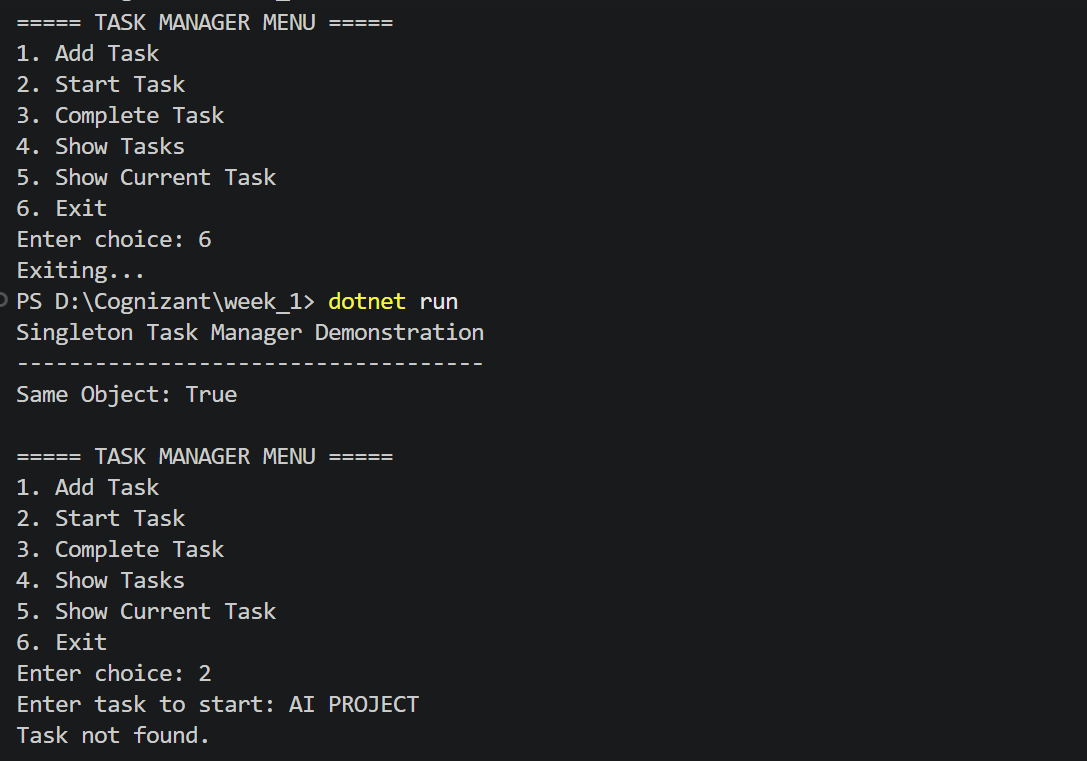 ===== TASK MANAGER MENU =====
1. Add Task
2. Start Task
3. Complete Task
4. Show Tasks
5. Show Current Task
6. Exit
Enter choice: 6
Exiting...
PS D:\Cognizant\week_1> dotnet run
Singleton Task Manager Demonstration
------------------------------------
Same Object: True

===== TASK MANAGER MENU =====
1. Add Task
2. Start Task
3. Complete Task
4. Show Tasks
5. Show Current Task
6. Exit
Enter choice: 2
Enter task to start: AI PROJECT
Task not found.